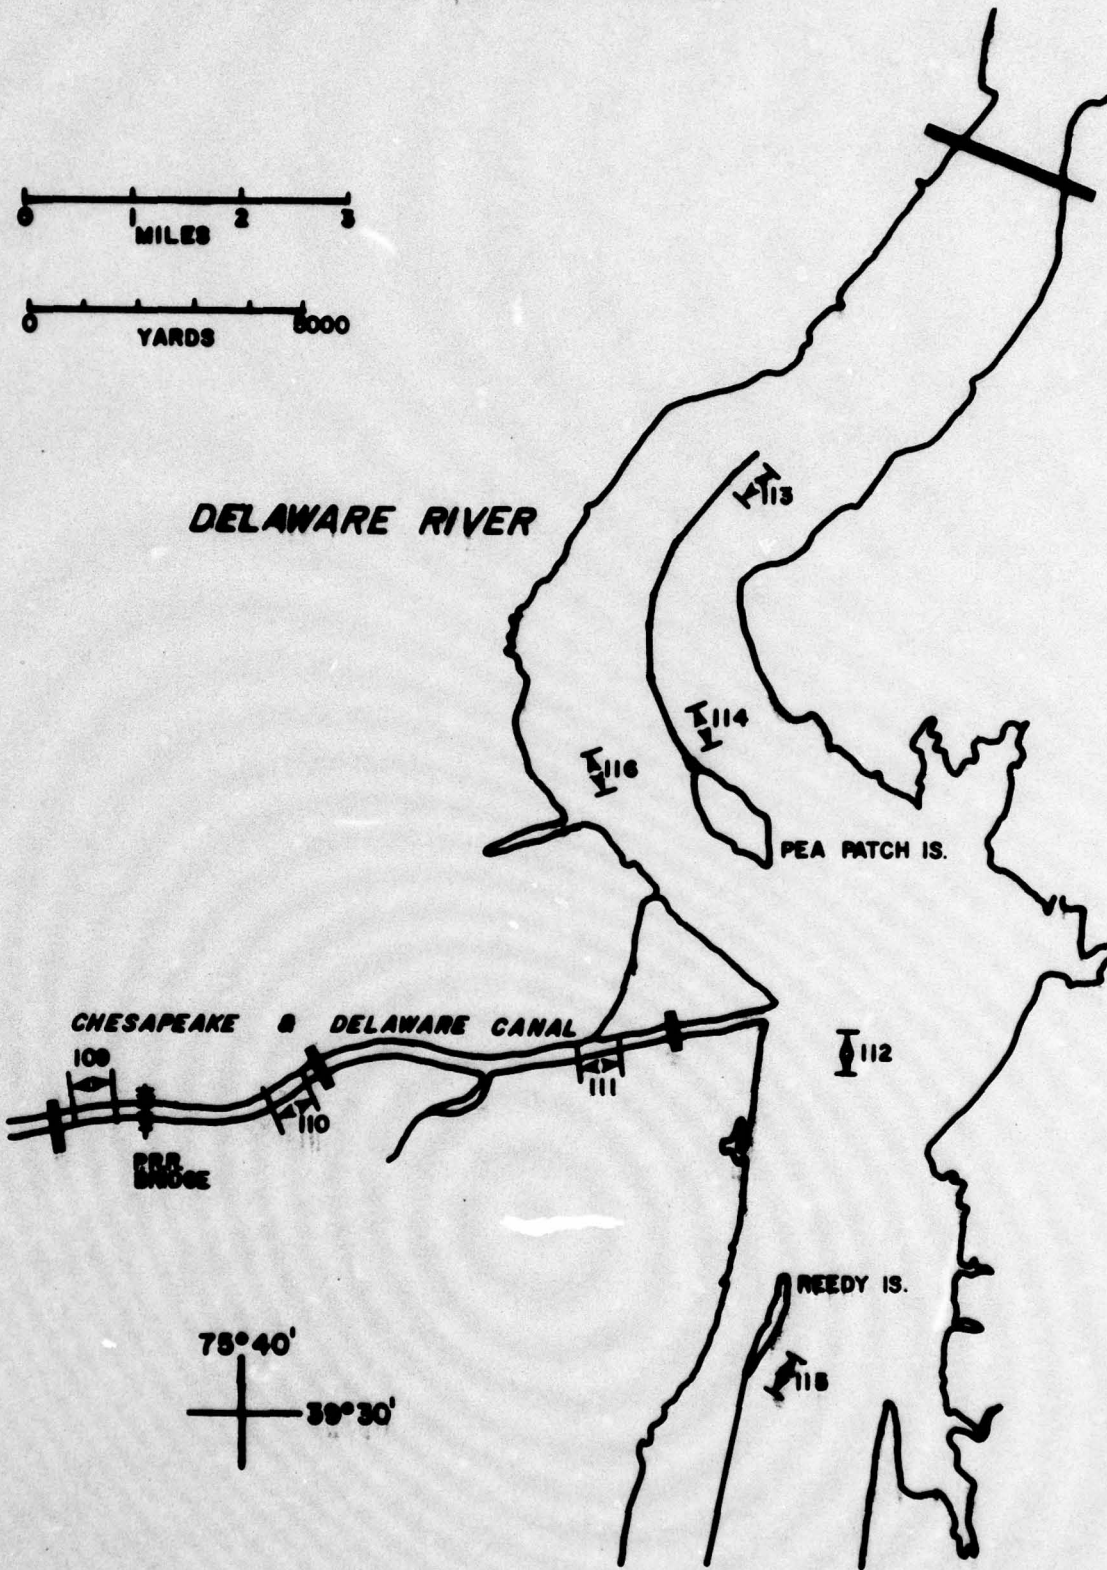 0 1 2 3
MILES
0 5000
YARDS
DELAWARE RIVER
113
114
116
PEA PATCH IS.
CHESAPEAKE & DELAWARE CANAL
109
112
111
110
P.R.R.
BRIDGE
REEDY IS.
75°40'
115
39°30'